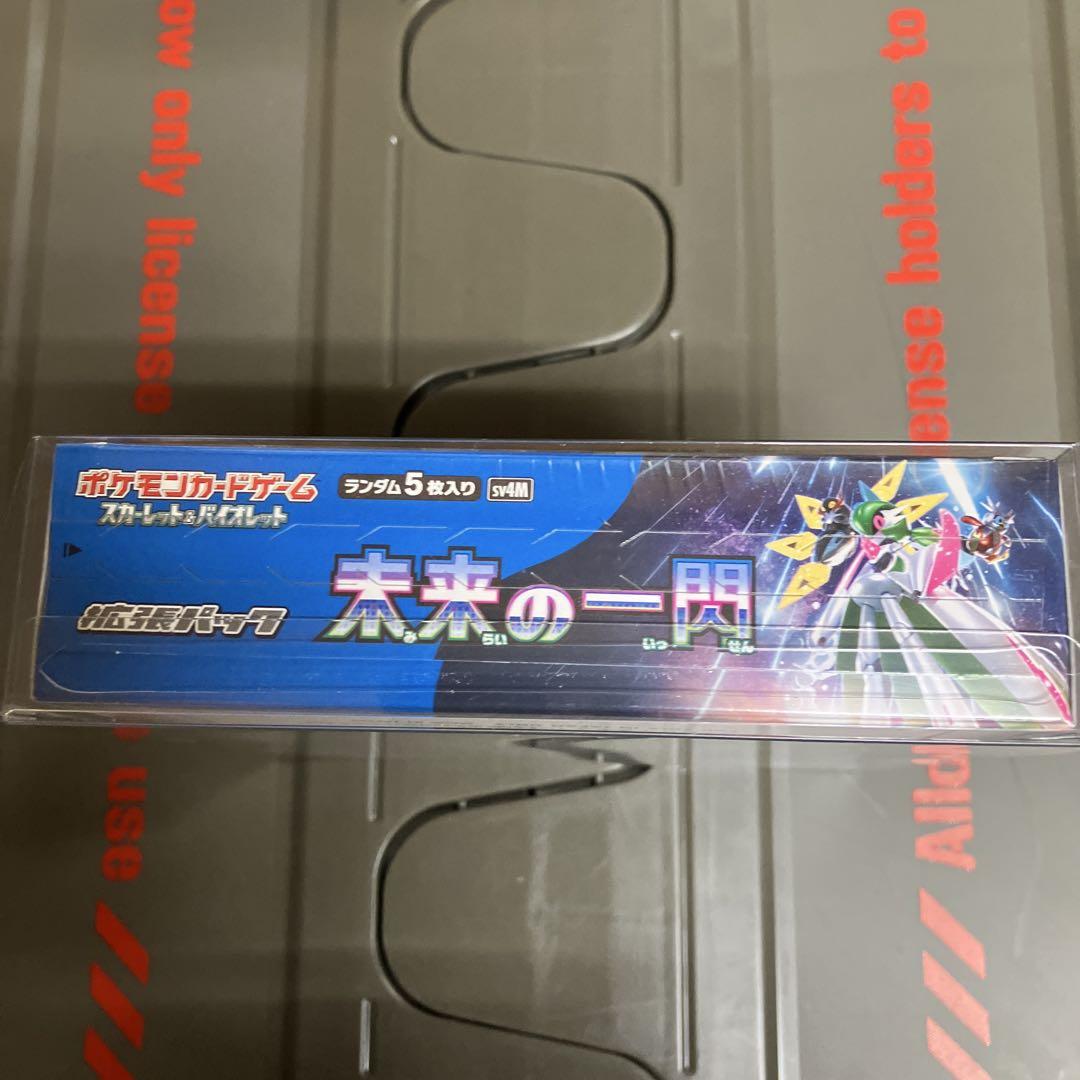 ow only license
ense holders to
ポケモンカードゲーム
スカーレット&バイオレット
ランダム5枚入り
SV4M
拡張パック
未来の一閃
み らい いっ せん
use
///
Allo
///